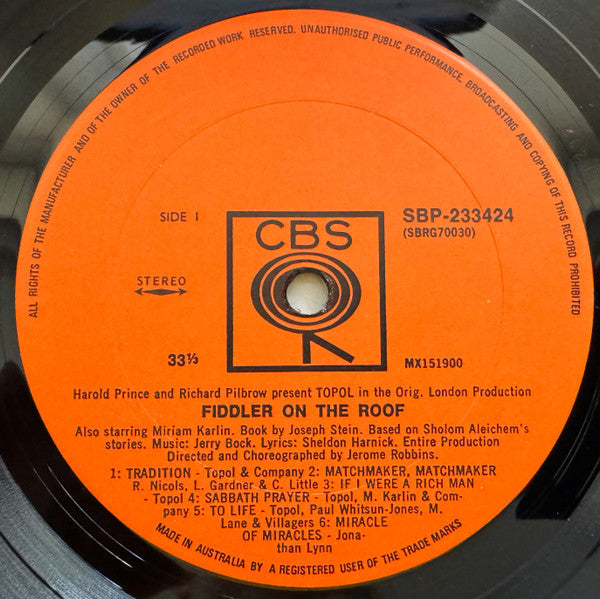 ALL RIGHTS OF THE MANUFACTURER AND OF THE OWNER OF THE RECORDED WORK RESERVED. UNAUTHORISED PUBLIC PERFORMANCE, BROADCASTING AND COPYING OF THIS RECORD PROHIBITED
SIDE 1
CBS
SBP-233424
(SBRG70030)
STEREO
33⅓
MX151900
Harold Prince and Richard Pilbrow present TOPOL in the Orig. London Production
FIDDLER ON THE ROOF
Also starring Miriam Karlin. Book by Joseph Stein. Based on Sholom Aleichem's
stories. Music: Jerry Bock. Lyrics: Sheldon Harnick. Entire Production
Directed and Choreographed by Jerome Robbins.
1: TRADITION - Topol & Company 2: MATCHMAKER, MATCHMAKER
R. Nicols, L. Gardner & C. Little 3: IF I WERE A RICH MAN
- Topol 4: SABBATH PRAYER - Topol, M. Karlin & Com-
pany 5: TO LIFE - Topol, Paul Whitsun-Jones, M.
Lane & Villagers 6: MIRACLE
OF MIRACLES - Jona-
than Lynn
MADE IN AUSTRALIA BY A REGISTERED USER OF THE TRADE MARKS